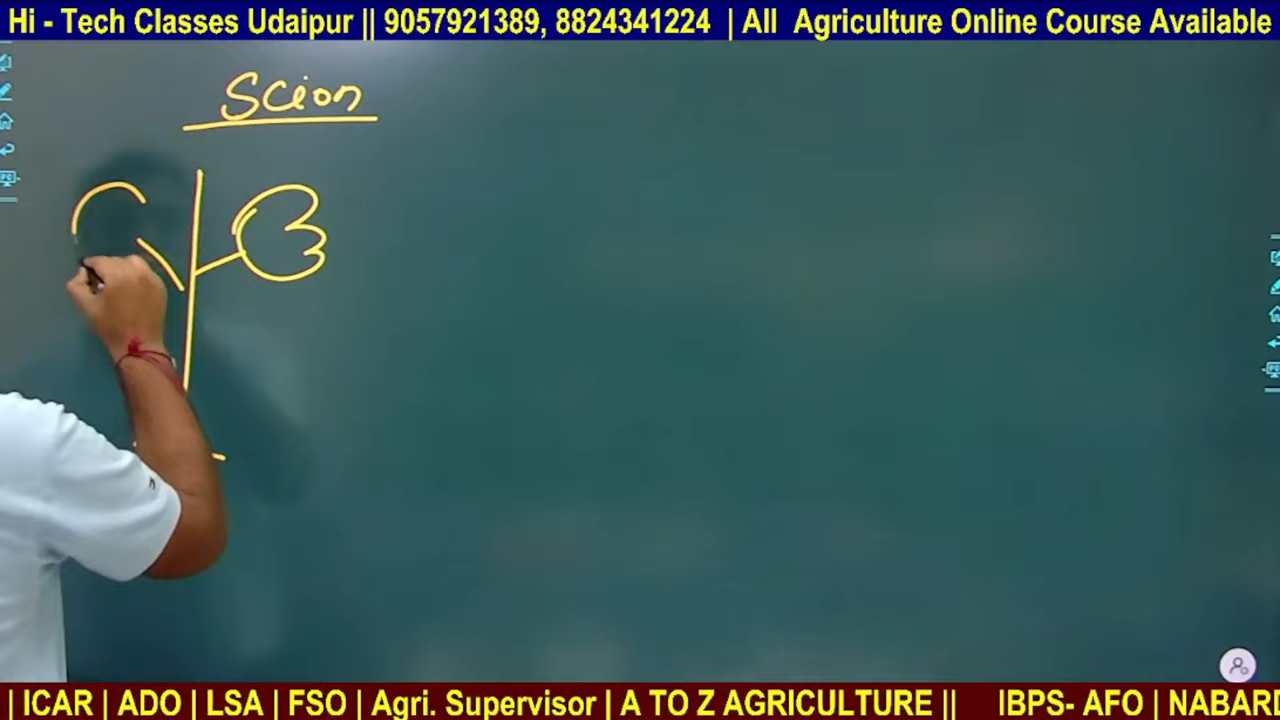 Hi - Tech Classes Udaipur || 9057921389, 8824341224 | All Agriculture Online Course Available
Scion
| ICAR | ADO | LSA | FSO | Agri. Supervisor | A TO Z AGRICULTURE || IBPS- AFO | NABARD